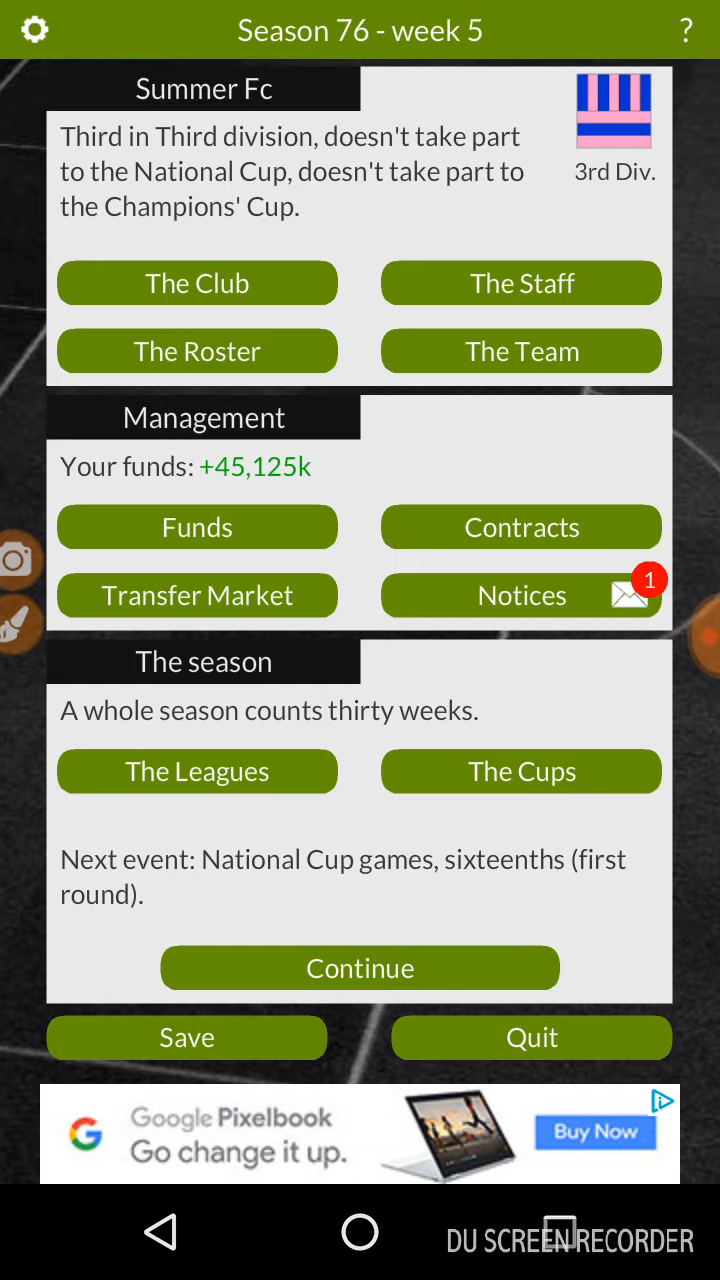 Season 76 - week 5
?
Summer Fc
Third in Third division, doesn't take part
to the National Cup, doesn't take part to
the Champions' Cup.
3rd Div.
The Club
The Staff
The Roster
The Team
Management
Your funds: +45,125k
Funds
Contracts
Transfer Market
Notices
1
The season
A whole season counts thirty weeks.
The Leagues
The Cups
Next event: National Cup games, sixteenths (first
round).
Continue
Save
Quit
Google Pixelbook
Go change it up.
Buy Now
DU SCREEN RECORDER